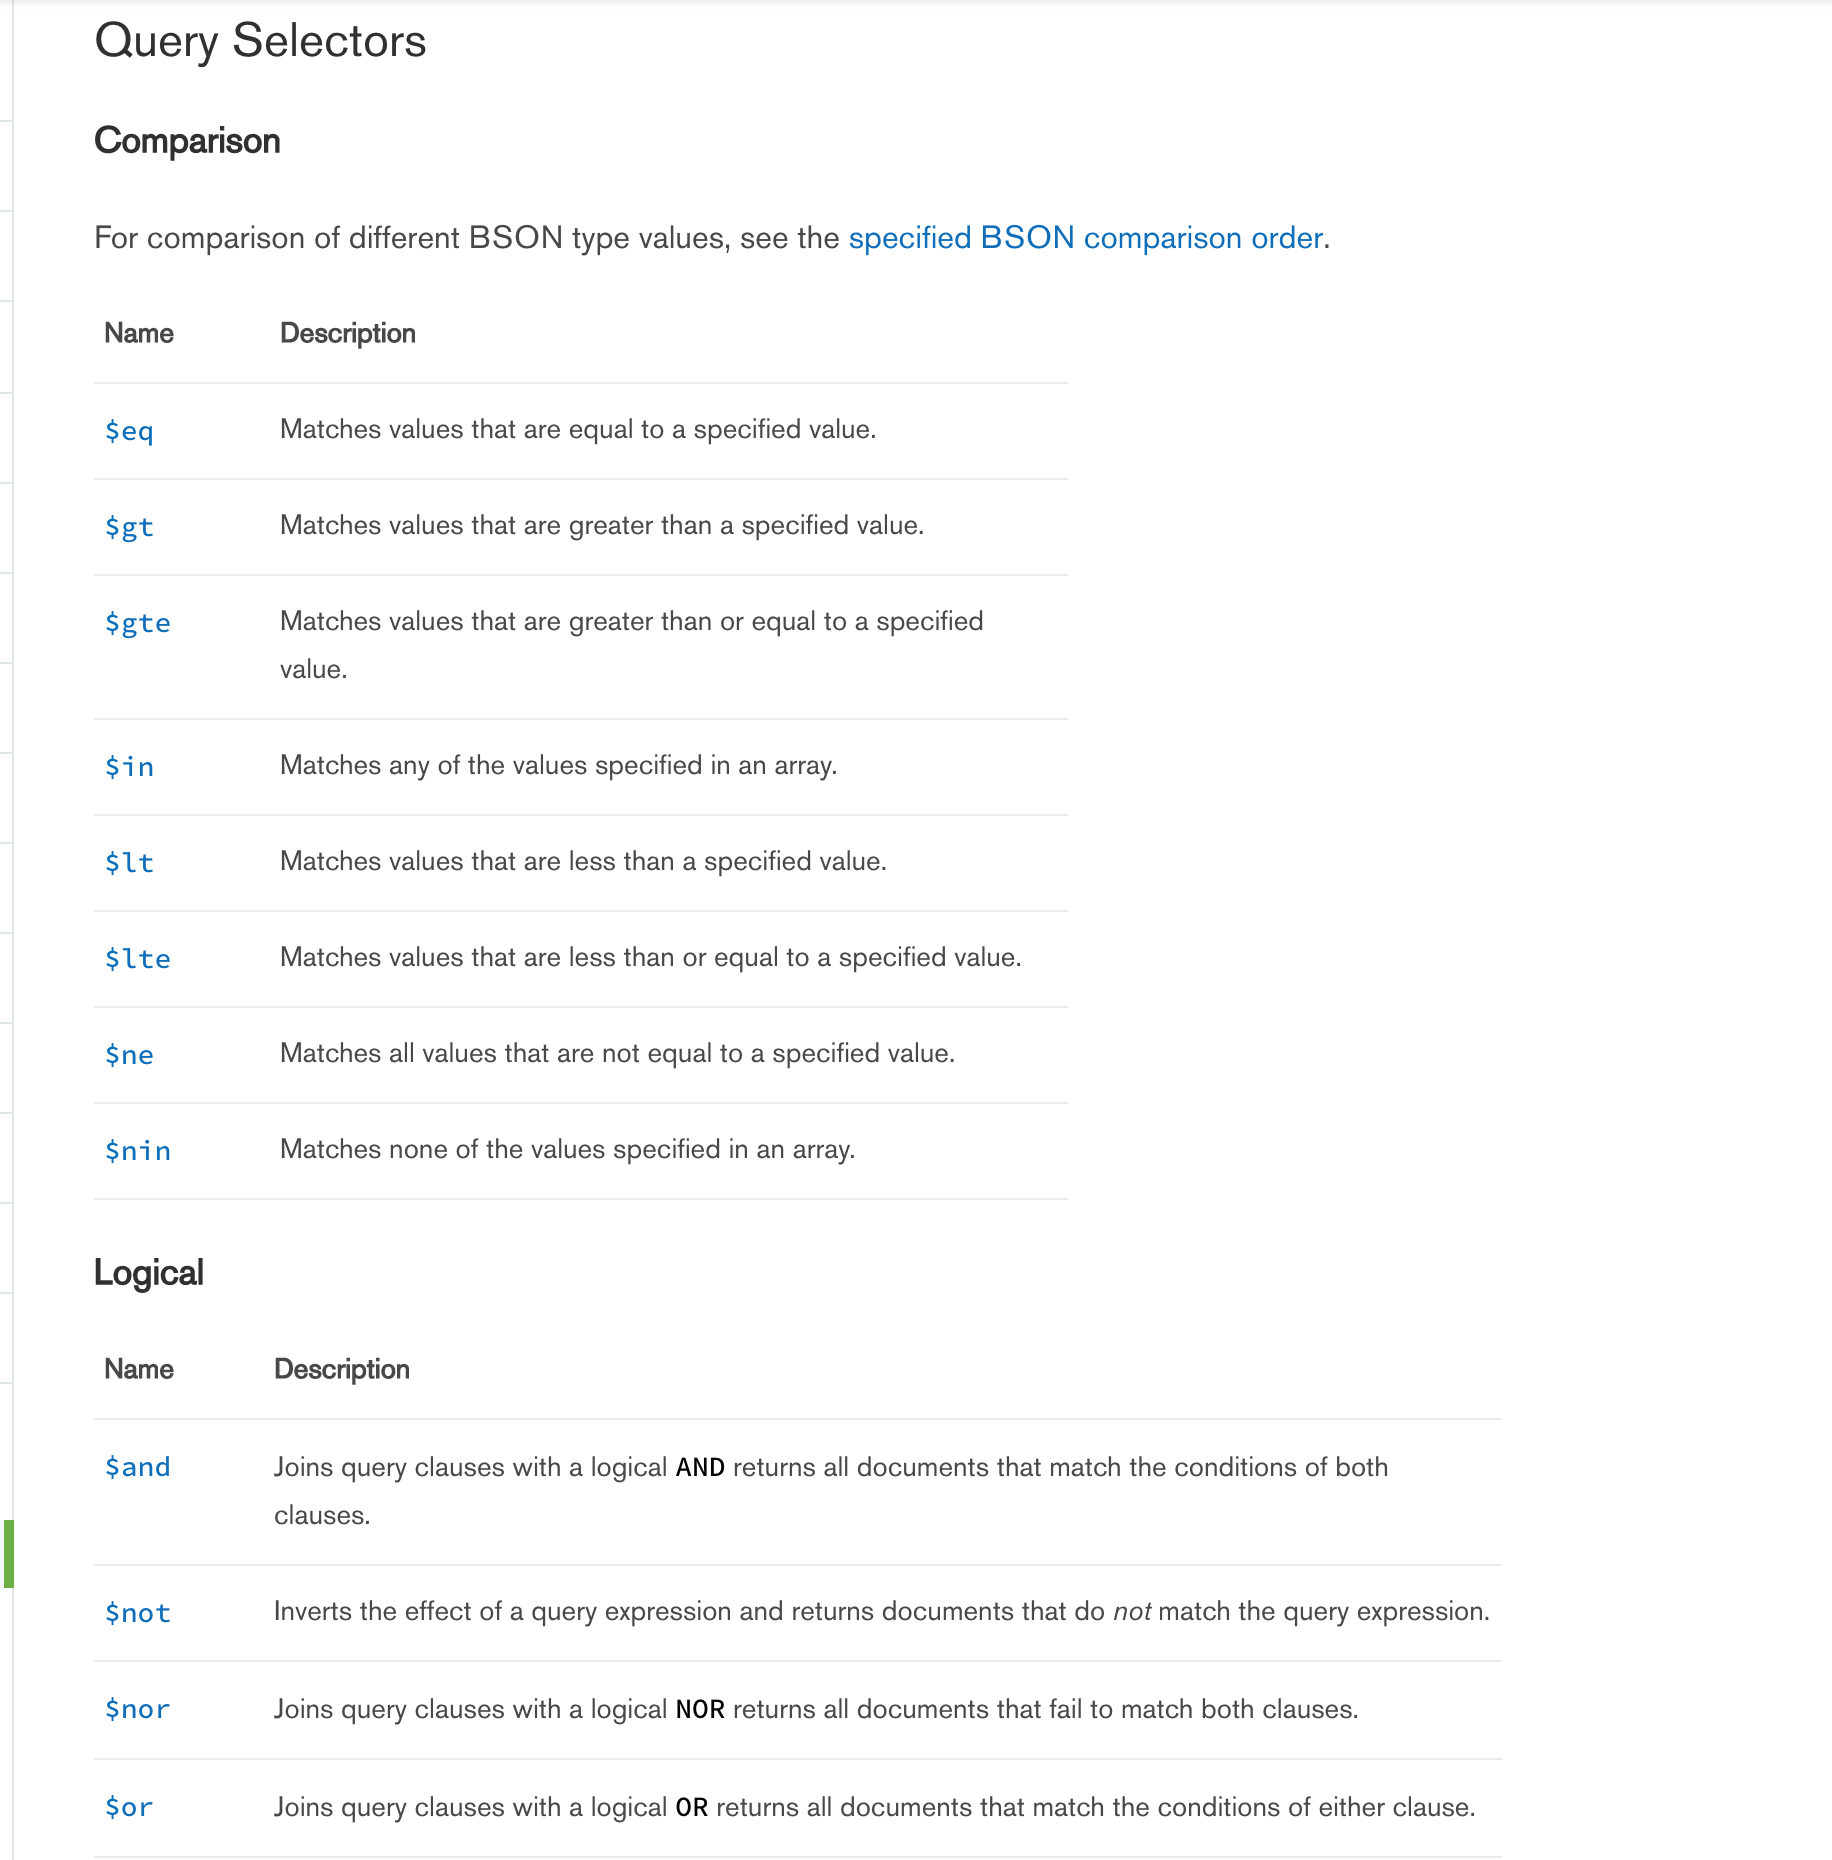 Query Selectors
Comparison
For comparison of different BSON type values, see the specified BSON comparison order.
Name Description
$eq Matches values that are equal to a specified value.
$gt Matches values that are greater than a specified value.
$gte Matches values that are greater than or equal to a specified
value.
$in Matches any of the values specified in an array.
$lt Matches values that are less than a specified value.
$lte Matches values that are less than or equal to a specified value.
$ne Matches all values that are not equal to a specified value.
$nin Matches none of the values specified in an array.
Logical
Name Description
$and Joins query clauses with a logical AND returns all documents that match the conditions of both
clauses.
$not Inverts the effect of a query expression and returns documents that do not match the query expression.
$nor Joins query clauses with a logical NOR returns all documents that fail to match both clauses.
$or Joins query clauses with a logical OR returns all documents that match the conditions of either clause.